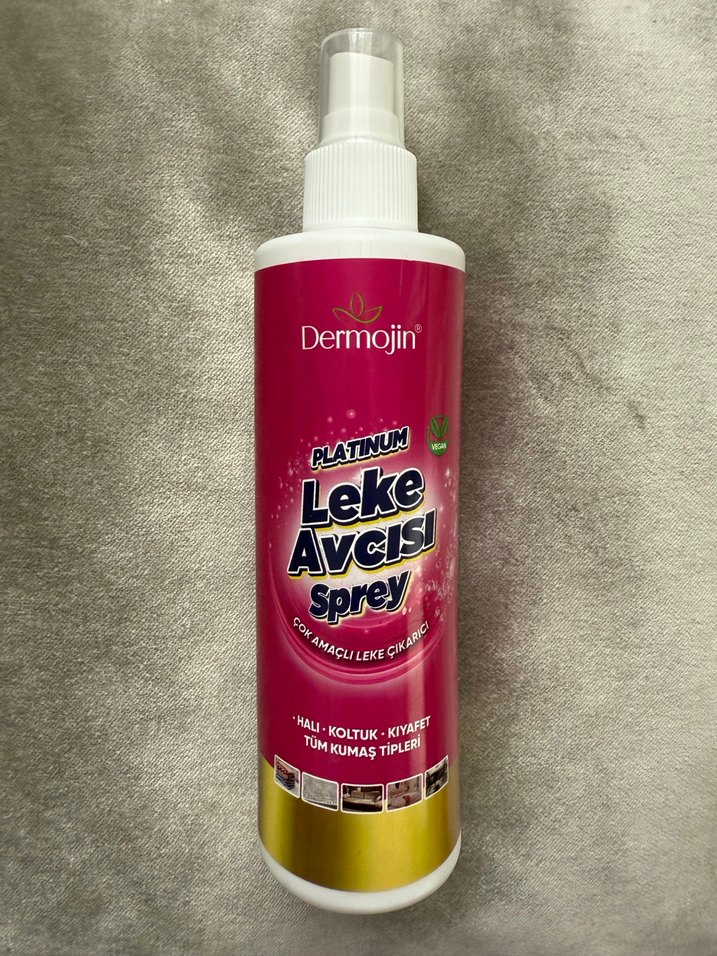 Dermojin®
VEGAN
PLATINUM
Leke
Avcısı
Sprey
ÇOK AMAÇLI LEKE ÇIKARICI
· HALI · KOLTUK · KIYAFET
TÜM KUMAŞ TİPLERİ